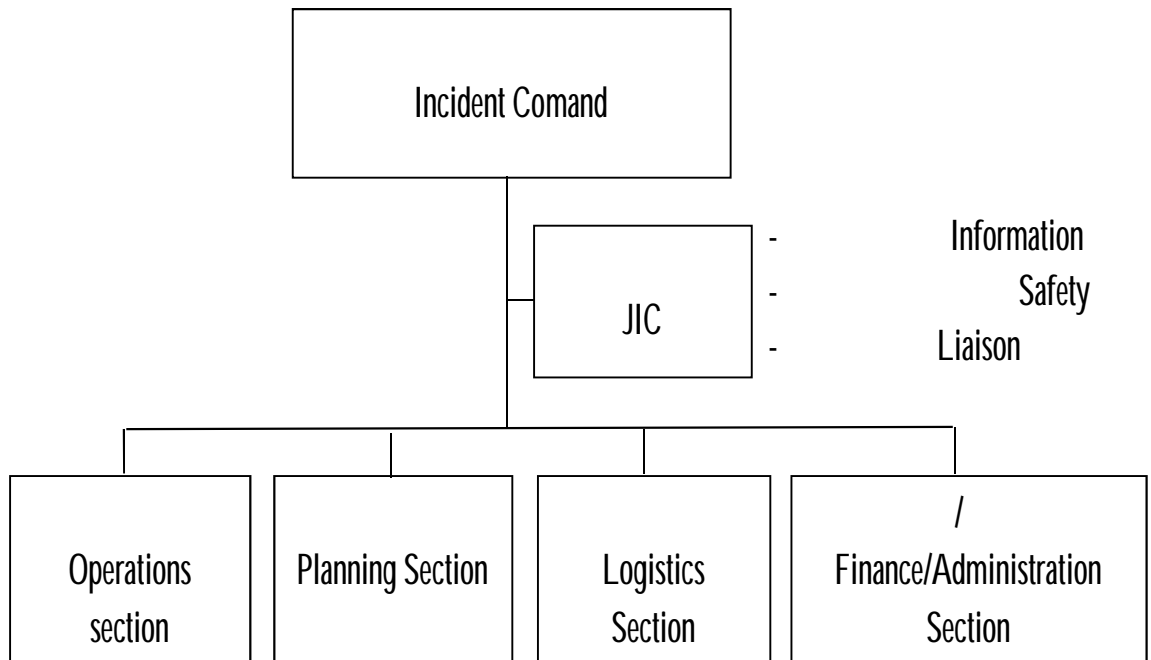 Incident Comand
JIC
- Information
- Safety
- Liaison
Operations
section
Planning Section
Logistics
Section
/
Finance/Administration
Section